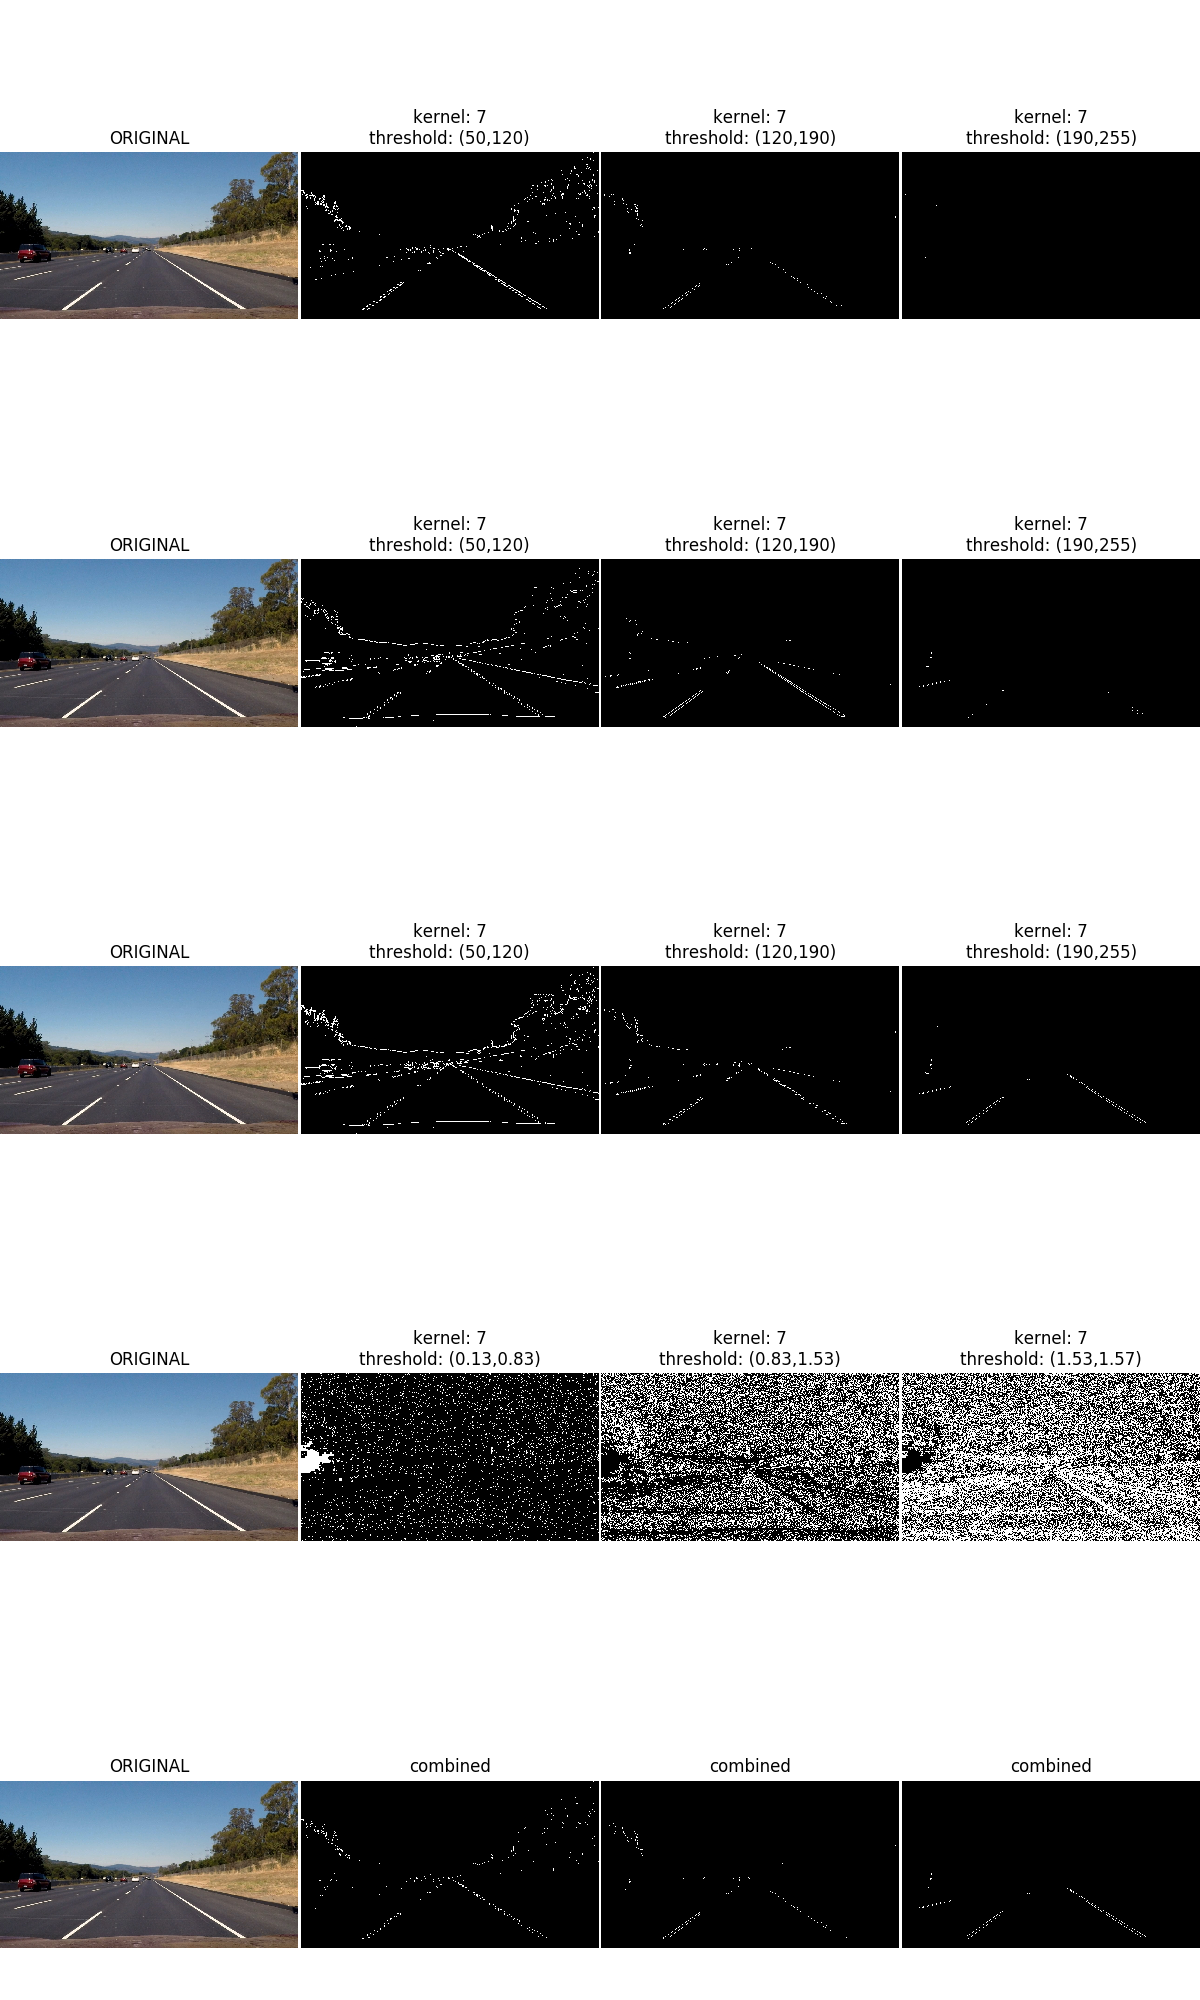 ORIGINAL
kernel: 7
threshold: (50,120)
kernel: 7
threshold: (120,190)
kernel: 7
threshold: (190,255)
ORIGINAL
kernel: 7
threshold: (50,120)
kernel: 7
threshold: (120,190)
kernel: 7
threshold: (190,255)
ORIGINAL
kernel: 7
threshold: (50,120)
kernel: 7
threshold: (120,190)
kernel: 7
threshold: (190,255)
ORIGINAL
kernel: 7
threshold: (0.13,0.83)
kernel: 7
threshold: (0.83,1.53)
kernel: 7
threshold: (1.53,1.57)
ORIGINAL
combined
combined
combined